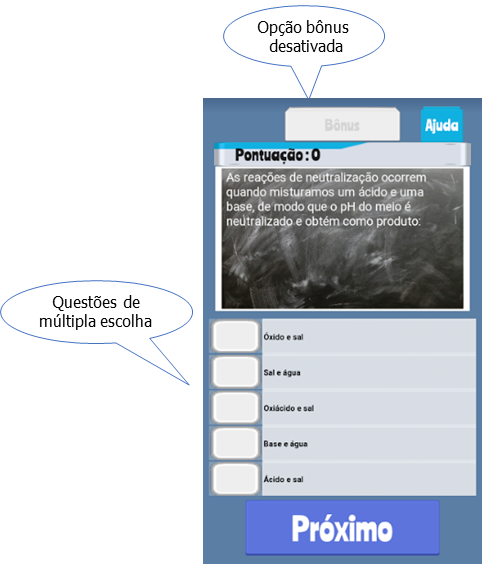 Opção bônus
desativada
Bônus
Ajuda
Pontuação: 0
As reações de neutralização ocorrem
quando misturamos um ácido e uma
base, de modo que o pH do meio é
neutralizado e obtém como produto:
Questões de
múltipla escolha
Óxido e sal
Sal e água
Oxiácido e sal
Base e água
Ácido e sal
Próximo